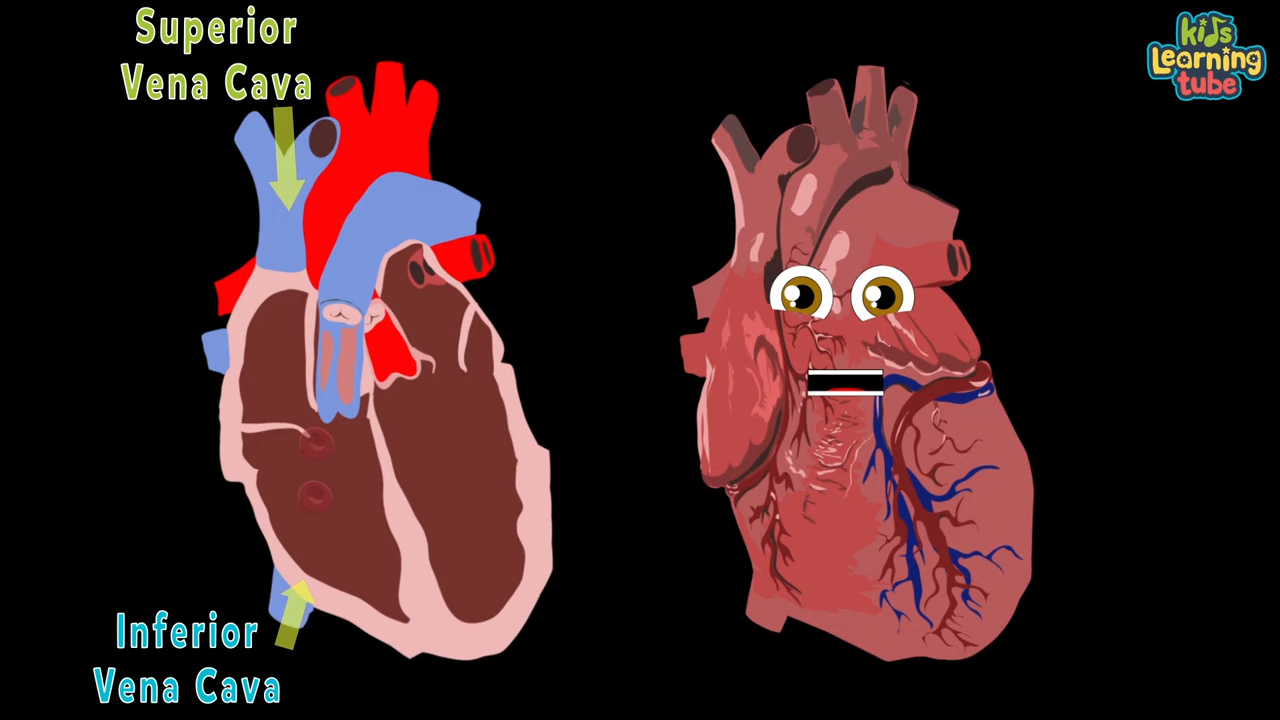 Superior
Vena Cava
kids
Learning
tube
Inferior
Vena Cava